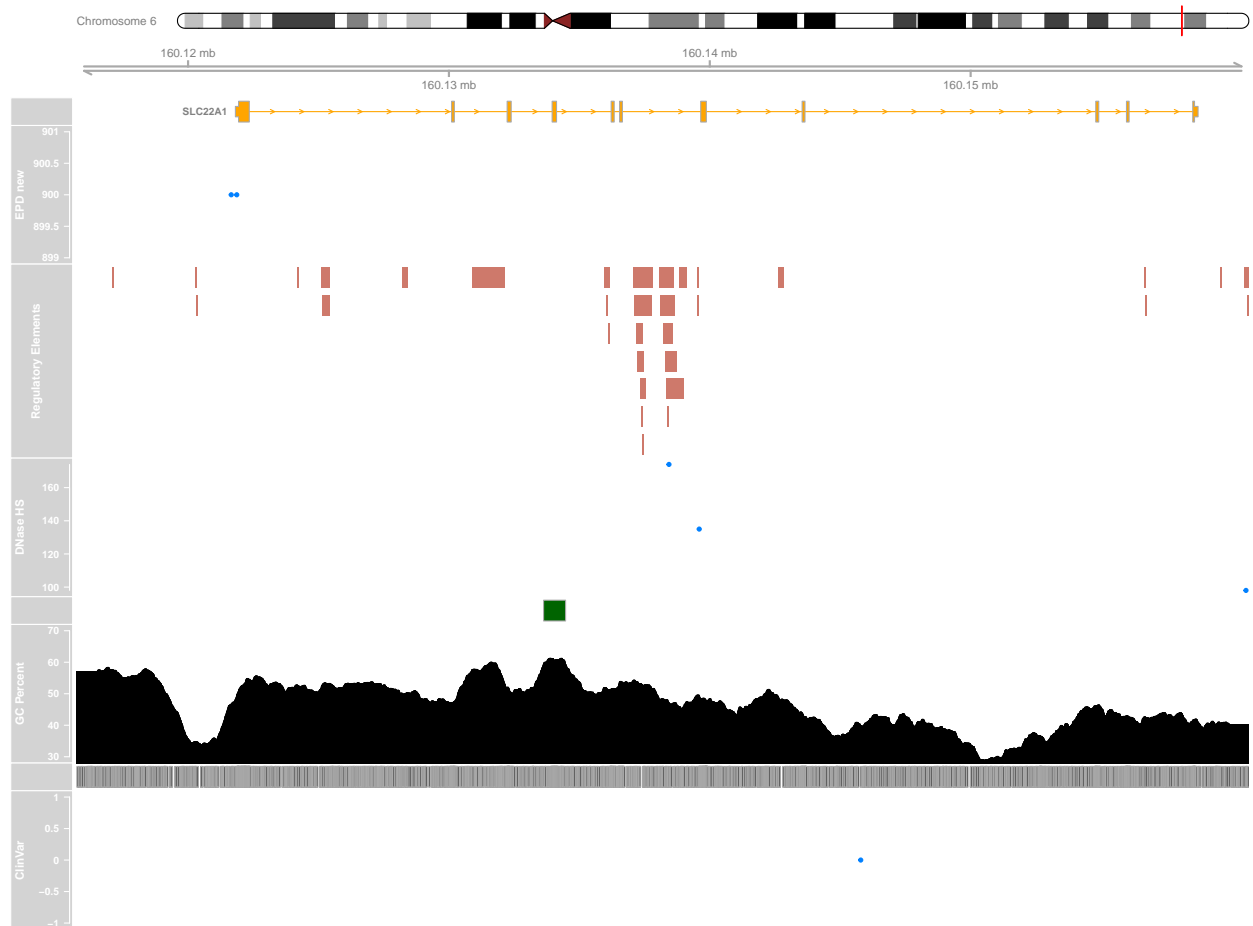 Chromosome 6
160.12 mb
160.14 mb
160.13 mb
160.15 mb
SLC22A1
EPD new
901
900.5
900
899.5
899
Regulatory Elements
DNase HS
160
140
120
100
GC Percent
70
60
50
40
30
ClinVar
1
0.5
0
−0.5
−1